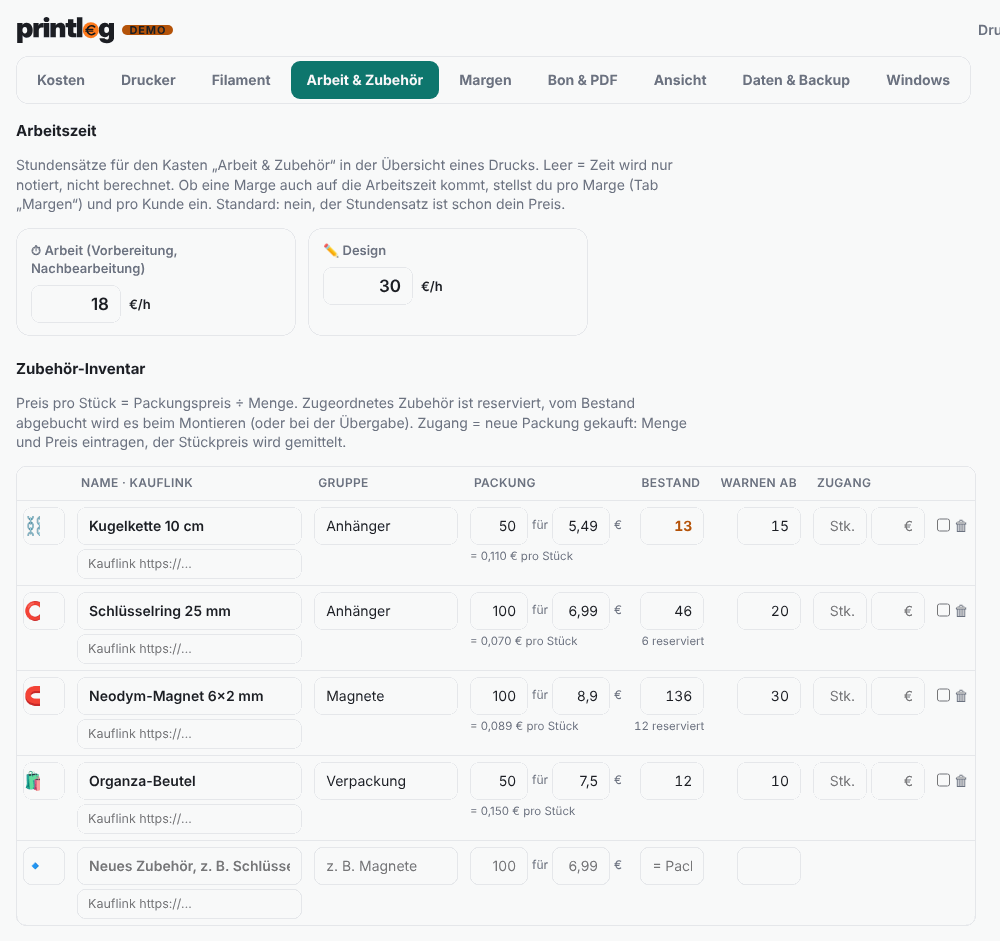 printl€g DEMO
Dru
Kosten Drucker Filament Arbeit & Zubehör Margen Bon & PDF Ansicht Daten & Backup Windows
Arbeitszeit
Stundensätze für den Kasten „Arbeit & Zubehör“ in der Übersicht eines Drucks. Leer = Zeit wird nur
notiert, nicht berechnet. Ob eine Marge auch auf die Arbeitszeit kommt, stellst du pro Marge (Tab
„Margen“) und pro Kunde ein. Standard: nein, der Stundensatz ist schon dein Preis.
⏱ Arbeit (Vorbereitung,
Nachbearbeitung)
18 €/h
✏️ Design
30 €/h
Zubehör-Inventar
Preis pro Stück = Packungspreis ÷ Menge. Zugeordnetes Zubehör ist reserviert, vom Bestand
abgebucht wird es beim Montieren (oder bei der Übergabe). Zugang = neue Packung gekauft: Menge
und Preis eintragen, der Stückpreis wird gemittelt.
NAME · KAUFLINK GRUPPE PACKUNG BESTAND WARNEN AB ZUGANG
Kugelkette 10 cm Anhänger 50 für 5,49 € 13 15 Stk. €
Kauflink https://... = 0,110 € pro Stück
Schlüsselring 25 mm Anhänger 100 für 6,99 € 46 20 Stk. €
Kauflink https://... = 0,070 € pro Stück 6 reserviert
Neodym-Magnet 6×2 mm Magnete 100 für 8,9 € 136 30 Stk. €
Kauflink https://... = 0,089 € pro Stück 12 reserviert
Organza-Beutel Verpackung 50 für 7,5 € 12 10 Stk. €
Kauflink https://... = 0,150 € pro Stück
Neues Zubehör, z. B. Schlüsse z. B. Magnete 100 für 6,99 € = Pacl
Kauflink https://...